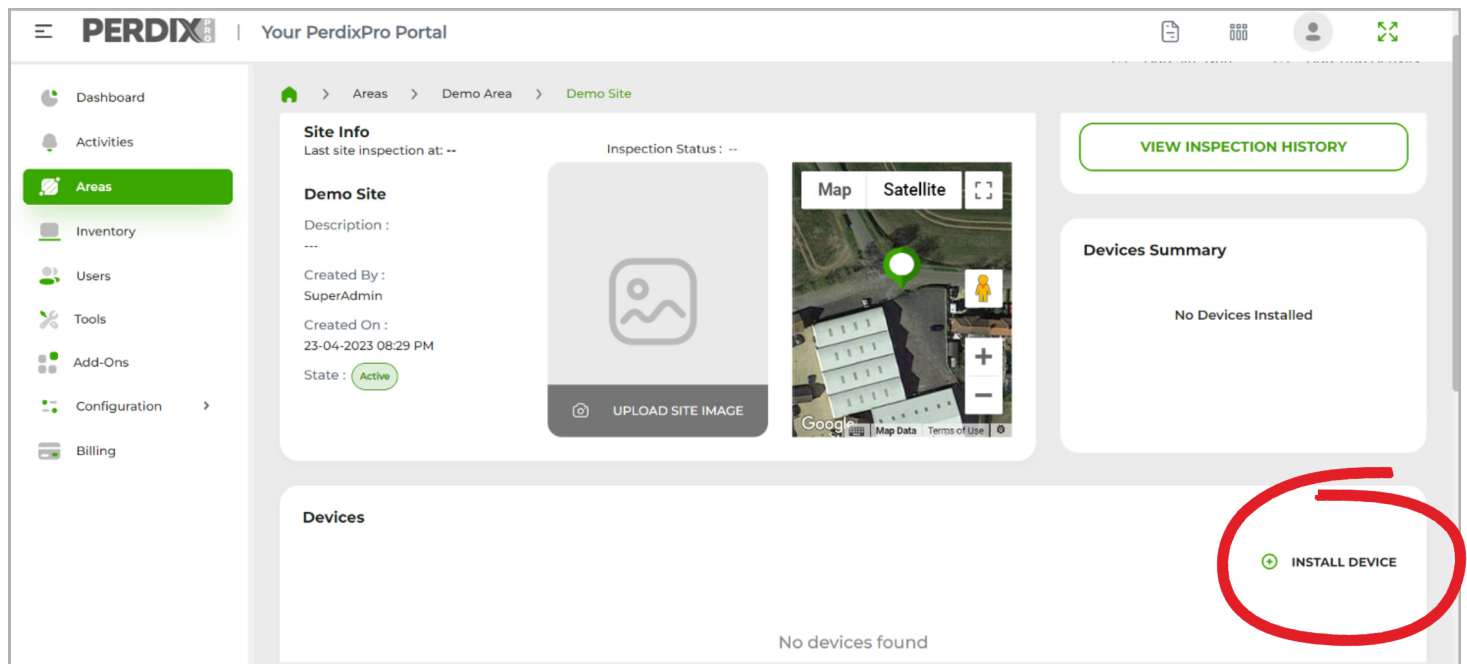 PERDIX PRO | Your PerdixPro Portal
Dashboard
Activities
Areas
Inventory
Users
Tools
Add-Ons
Configuration >
Billing
> Areas > Demo Area > Demo Site
Site Info
Last site inspection at: --
Demo Site
Description :
---
Created By :
SuperAdmin
Created On :
23-04-2023 08:29 PM
State : Active
Inspection Status : --
UPLOAD SITE IMAGE
Map Satellite
+
−
Google
Map Data Terms of Use
VIEW INSPECTION HISTORY
Devices Summary
No Devices Installed
Devices
INSTALL DEVICE
No devices found